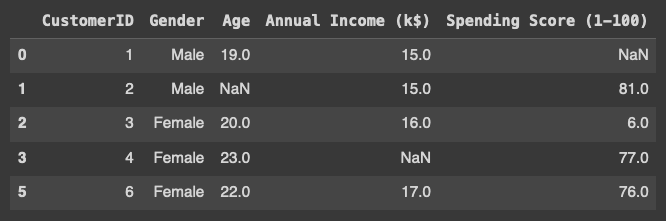 CustomerID Gender Age Annual Income (k$) Spending Score (1-100)
0 1 Male 19.0 15.0 NaN
1 2 Male NaN 15.0 81.0
2 3 Female 20.0 16.0 6.0
3 4 Female 23.0 NaN 77.0
5 6 Female 22.0 17.0 76.0